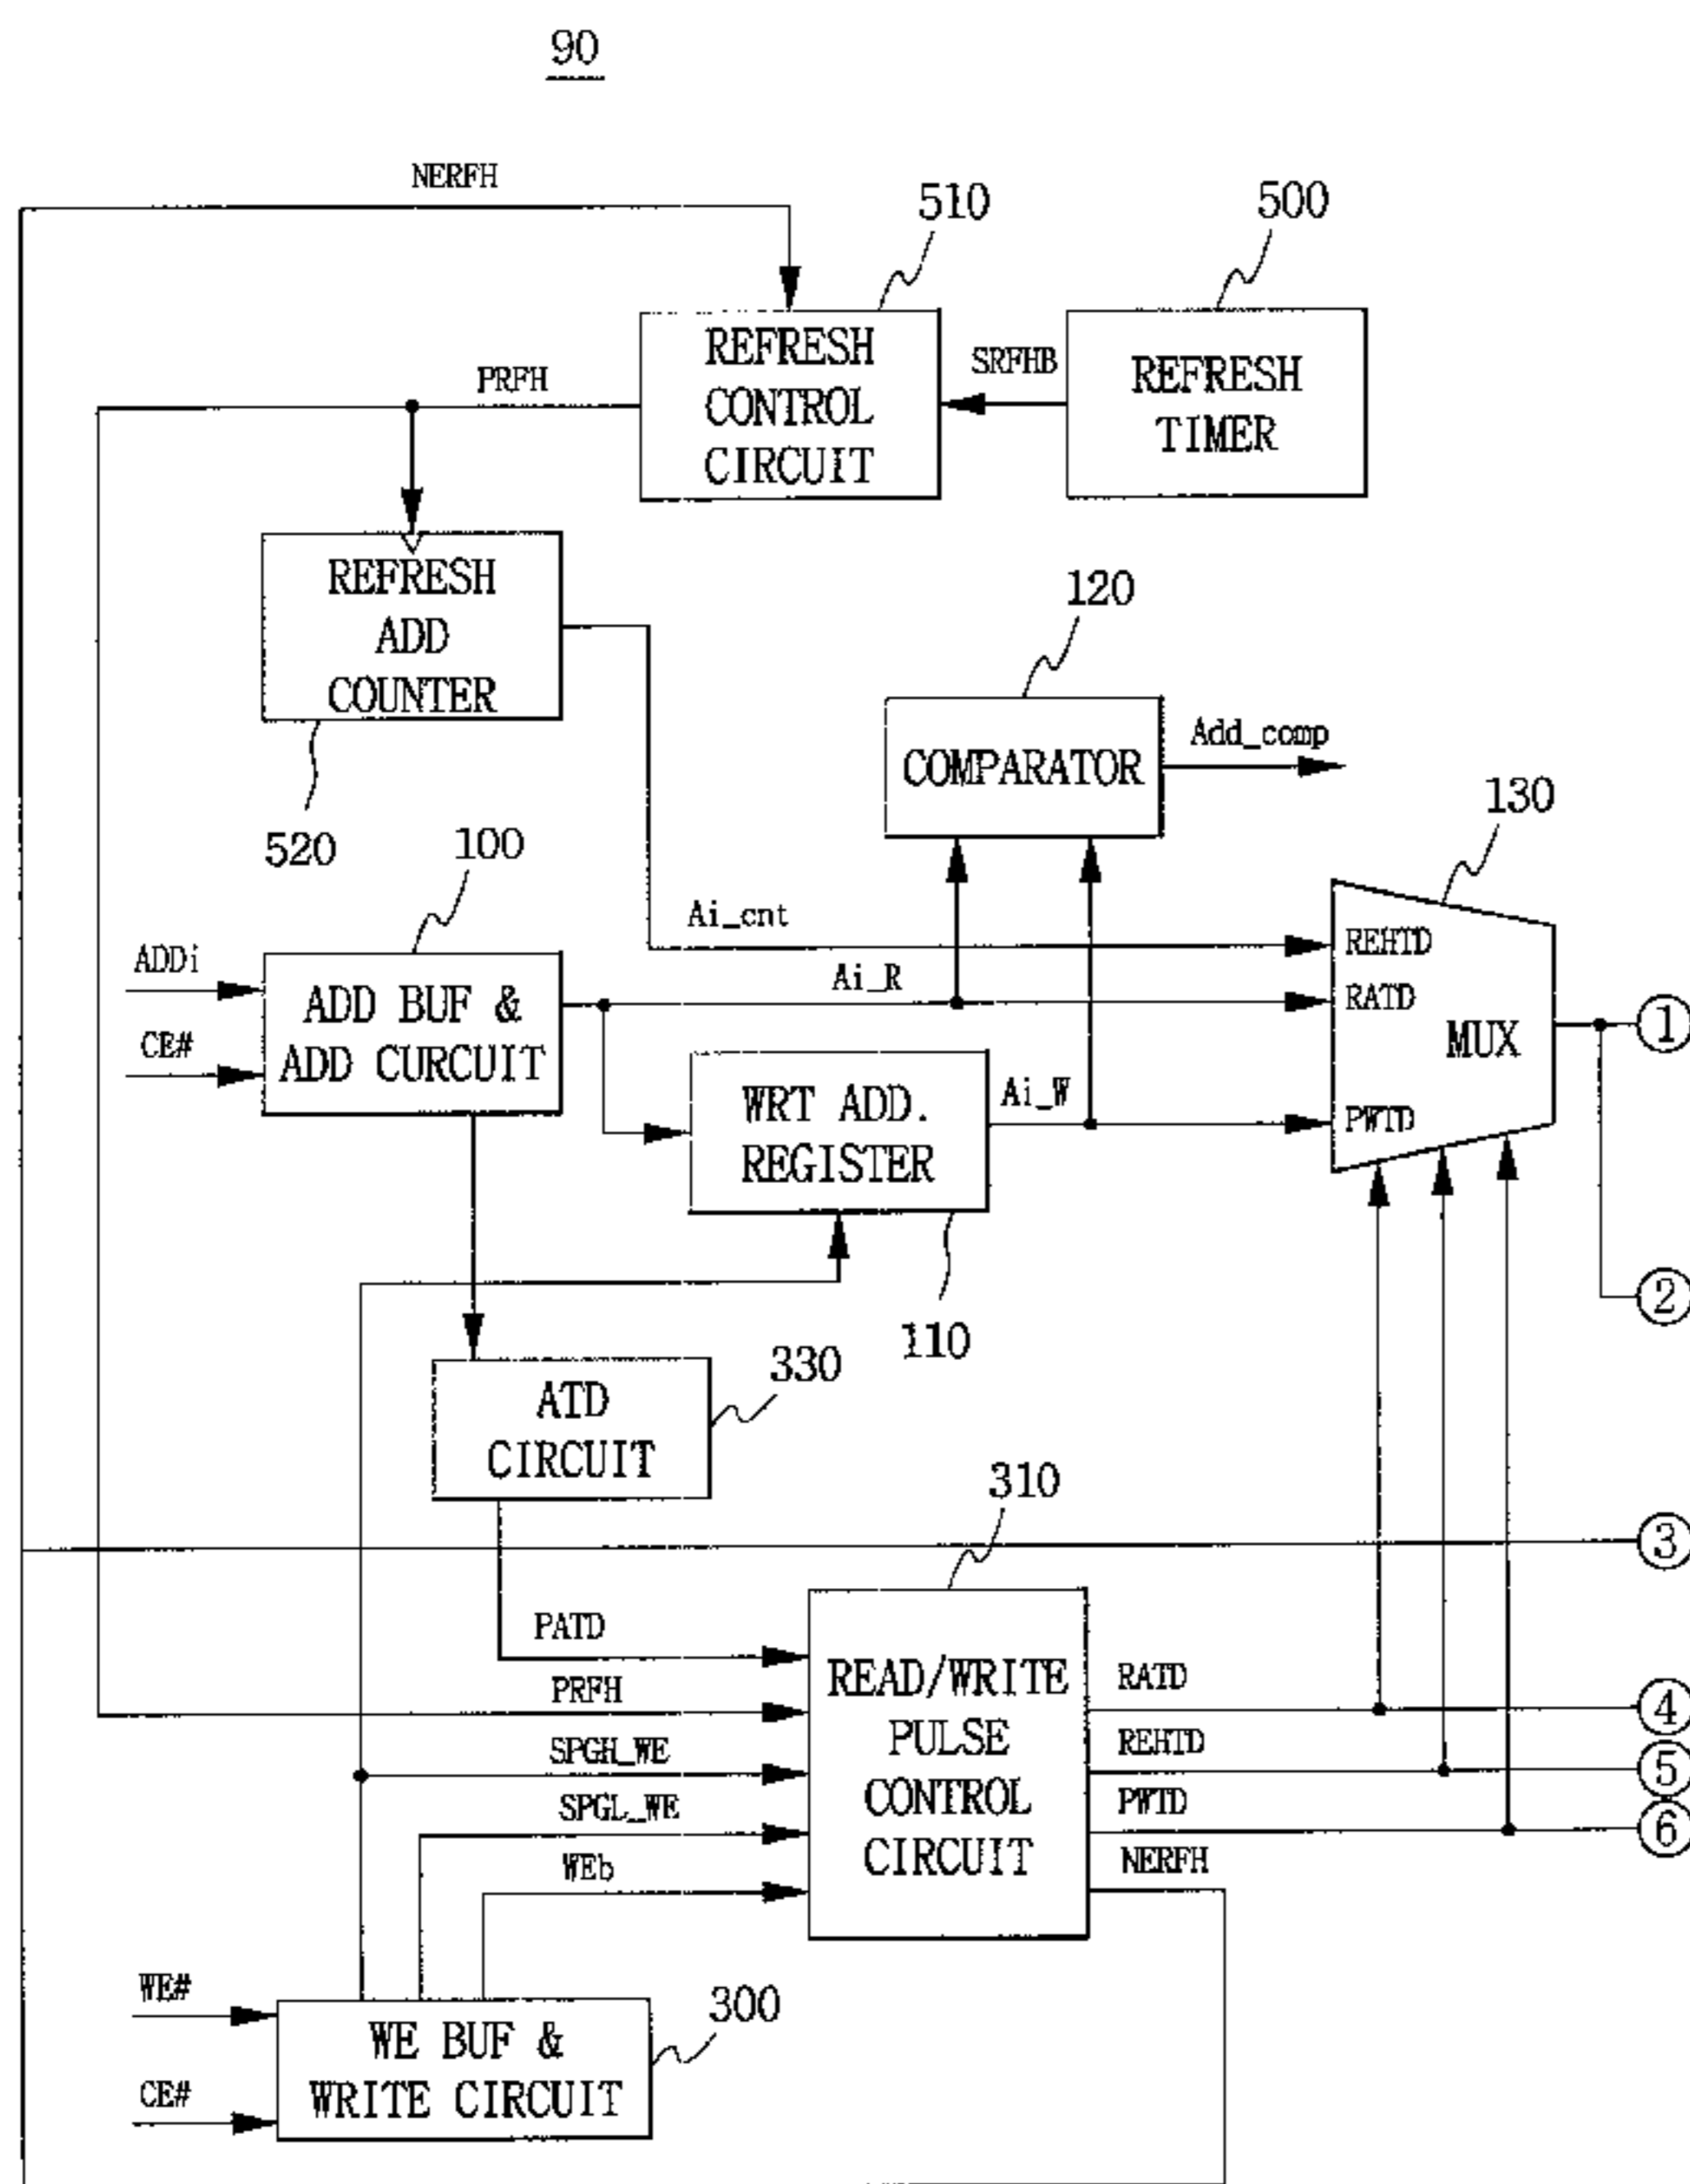 90
NERFH
510
500
REFRESH
CONTROL
CIRCUIT
SRFHB
REFRESH
TIMER
PRFH
REFRESH
ADD
COUNTER
520
120
COMPARATOR
Add_comp
130
100
ADDi
CE#
ADD BUF &
ADD CURCUIT
Ai_cnt
Ai_R
REHTD
RATD
MUX
PWTD
1
WRT ADD.
REGISTER
Ai_W
110
2
330
ATD
CIRCUIT
310
3
PATD
PRFH
SPGH_WE
SPGL_WE
WEb
READ/WRITE
PULSE
CONTROL
CIRCUIT
RATD
REHTD
PWTD
NERFH
4
5
6
WE#
CE#
WE BUF &
WRITE CIRCUIT
300